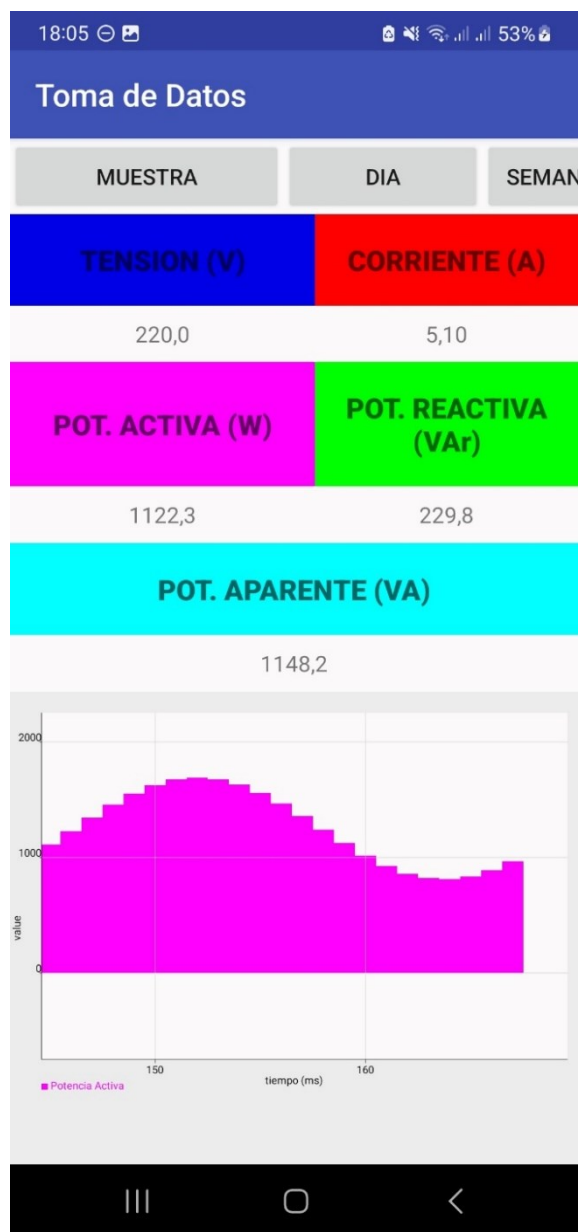 18:05 53%
Toma de Datos
MUESTRA DIA SEMAN
TENSION (V) CORRIENTE (A)
220,0 5,10
POT. ACTIVA (W) POT. REACTIVA
(VAr)
1122,3 229,8
POT. APARENTE (VA)
1148,2
2000
1000
value
0
150 160
tiempo (ms)
Potencia Activa